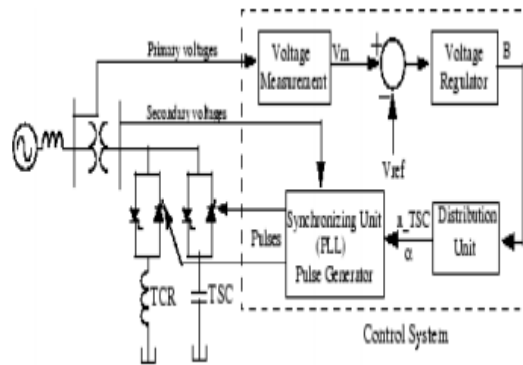 Primary voltages
Voltage
Measurement
Vm
+
Voltage
Regulator
B
−
Vref
Secondary voltages
Synchronizing Unit
(PLL)
Pulse Generator
Pulses
n_TSC
α
Distribution
Unit
TCR
TSC
Control System